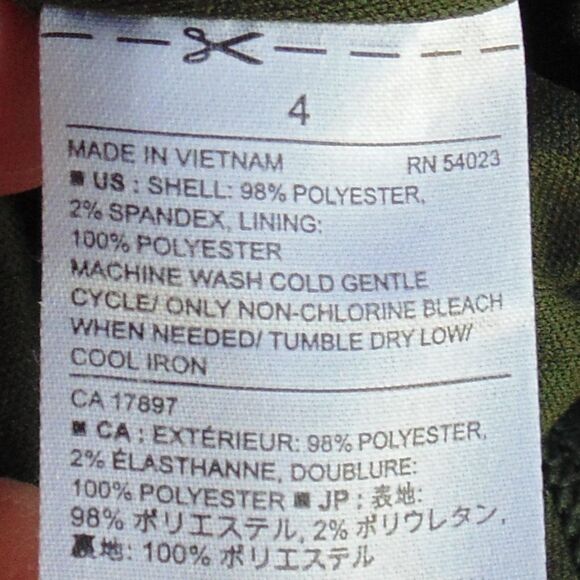 4
MADE IN VIETNAM RN 54023
US : SHELL: 98% POLYESTER,
2% SPANDEX, LINING:
100% POLYESTER
MACHINE WASH COLD GENTLE
CYCLE/ ONLY NON-CHLORINE BLEACH
WHEN NEEDED/ TUMBLE DRY LOW/
COOL IRON
CA 17897
CA : EXTÉRIEUR: 98% POLYESTER,
2% ÉLASTHANNE, DOUBLURE:
100% POLYESTER ■ JP : 表地:
98% ポリエステル, 2% ポリウレタン,
裏地: 100% ポリエステル